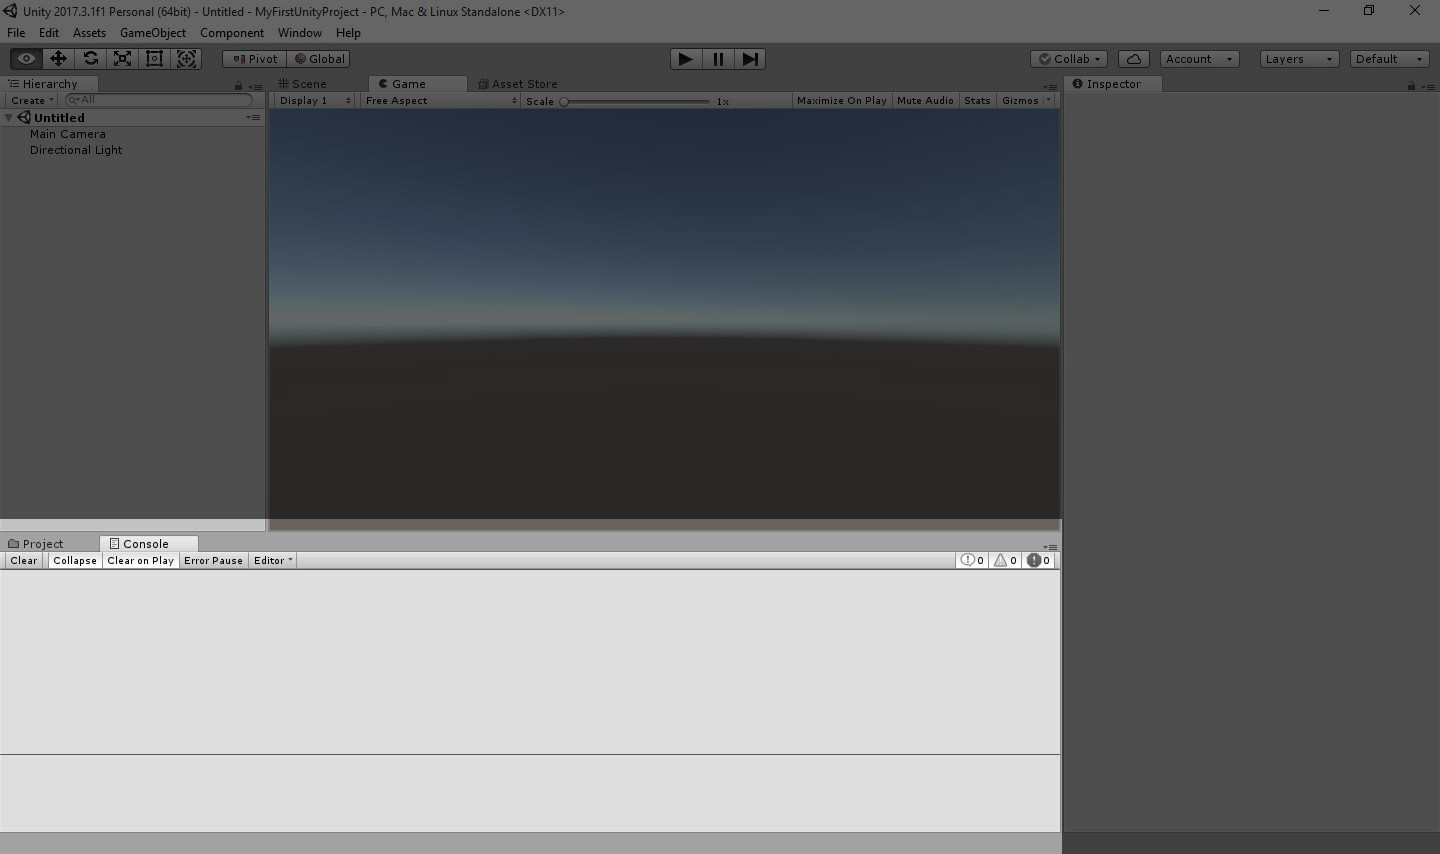 Unity 2017.3.1f1 Personal (64bit) - Untitled - MyFirstUnityProject - PC, Mac & Linux Standalone <DX11>
File Edit Assets GameObject Component Window Help
Pivot Global Collab Account Layers Default
Hierarchy Scene Game Asset Store Inspector
Create All Display 1 Free Aspect Scale 1x Maximize On Play Mute Audio Stats Gizmos
Untitled
Main Camera
Directional Light
Project Console
Clear Collapse Clear on Play Error Pause Editor 0 0 0